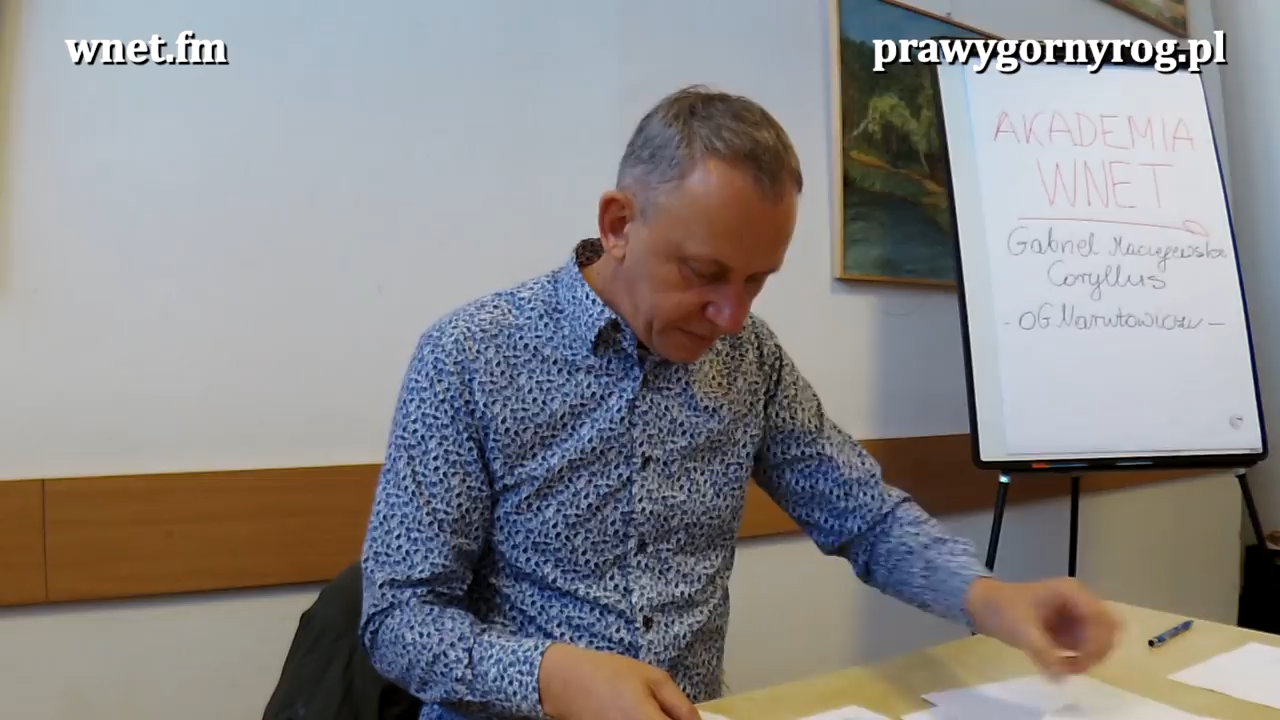 wnet.fm
prawygornyrog.pl
AKADEMIA
WNET
Gabriel Maciejewski
Coryllus
- OG Narutowicza -